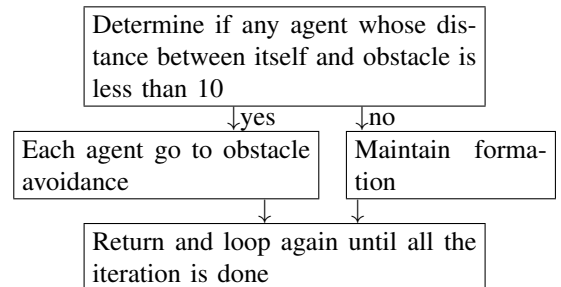 Determine if any agent whose dis-
tance between itself and obstacle is
less than 10
yes
no
Each agent go to obstacle
avoidance
Maintain forma-
tion
Return and loop again until all the
iteration is done